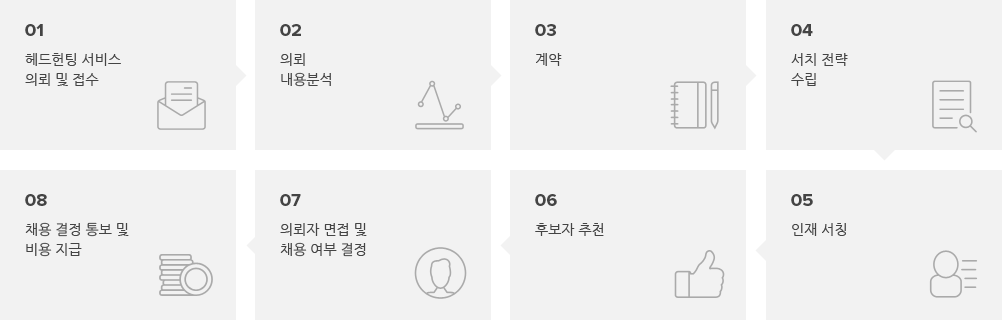 01
헤드헌팅 서비스
의뢰 및 접수
02
의뢰
내용분석
03
계약
04
서치 전략
수립
05
인재 서칭
06
후보자 추천
07
의뢰자 면접 및
채용 여부 결정
08
채용 결정 통보 및
비용 지급